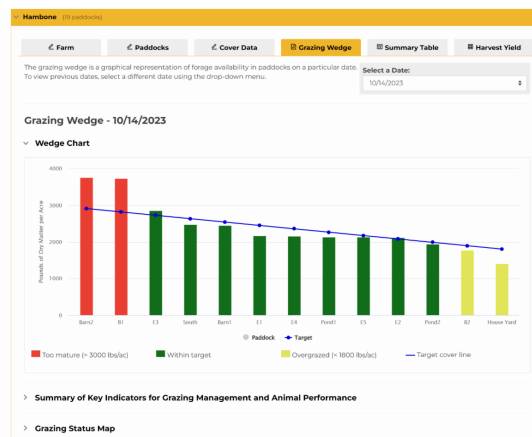 Hambone (19 paddocks)
Farm
Paddocks
Cover Data
Grazing Wedge
Summary Table
Harvest Yield
The grazing wedge is a graphical representation of forage availability in paddocks on a particular date.
To view previous dates, select a different date using the drop-down menu.
Select a Date:
10/14/2023
Grazing Wedge - 10/14/2023
Wedge Chart
Pounds of Dry Matter per Acre
4000
3000
2000
1000
0
Barn2 B1 E3 South Barn1 E1 E4 Pond1 E5 E2 Pond2 B2 House Yard
Paddock Target
Too mature (> 3000 lbs/ac) Within target Overgrazed (< 1800 lbs/ac) Target cover line
Summary of Key Indicators for Grazing Management and Animal Performance
Grazing Status Map